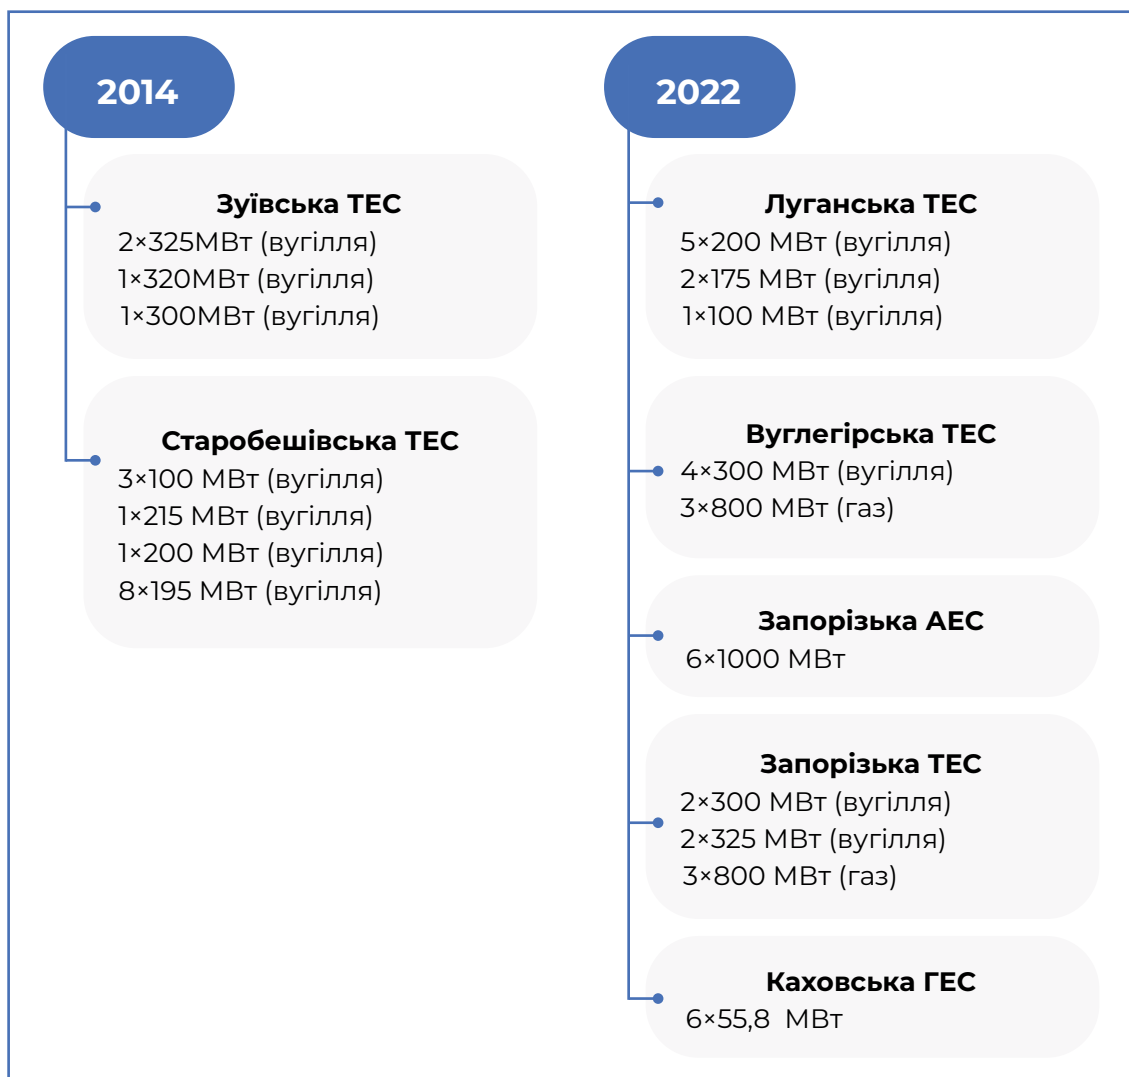 2014
Зуївська ТЕС
2×325МВт (вугілля)
1×320МВт (вугілля)
1×300МВт (вугілля)
Старобешівська ТЕС
3×100 МВт (вугілля)
1×215 МВт (вугілля)
1×200 МВт (вугілля)
8×195 МВт (вугілля)
2022
Луганська ТЕС
5×200 МВт (вугілля)
2×175 МВт (вугілля)
1×100 МВт (вугілля)
Вуглегірська ТЕС
4×300 МВт (вугілля)
3×800 МВт (газ)
Запорізька АЕС
6×1000 МВт
Запорізька ТЕС
2×300 МВт (вугілля)
2×325 МВт (вугілля)
3×800 МВт (газ)
Каховська ГЕС
6×55,8 МВт